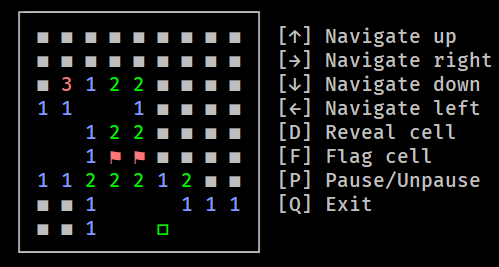 ■ ■ ■ ■ ■ ■ ■ ■ ■ [↑] Navigate up
■ ■ ■ ■ ■ ■ ■ ■ ■ [→] Navigate right
■ 3 1 2 2 ■ ■ ■ ■ [↓] Navigate down
1 1     1 ■ ■ ■ ■ [←] Navigate left
    1 2 2 ■ ■ ■ ■ [D] Reveal cell
    1 ⚑ ⚑ ■ ■ ■ ■ [F] Flag cell
1 1 2 2 2 1 2 ■ ■ [P] Pause/Unpause
■ ■ 1       1 1 1 [Q] Exit
■ ■ 1     □